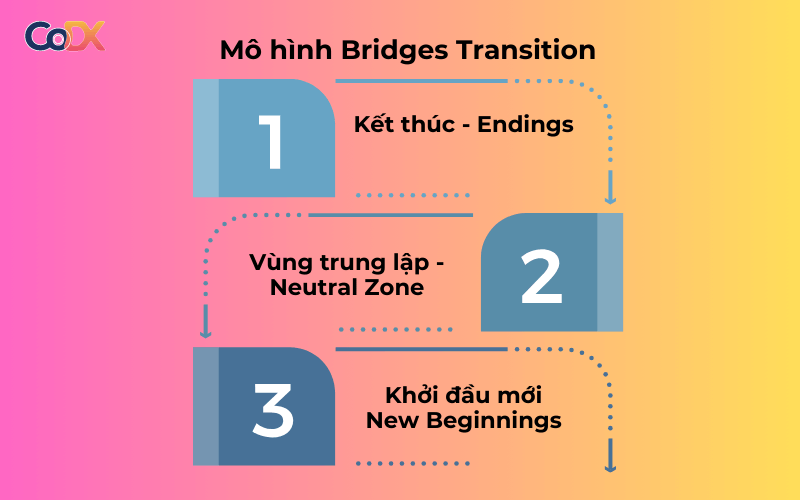 CoDX
Mô hình Bridges Transition
1
Kết thúc - Endings
2
Vùng trung lập -
Neutral Zone
3
Khởi đầu mới
New Beginnings